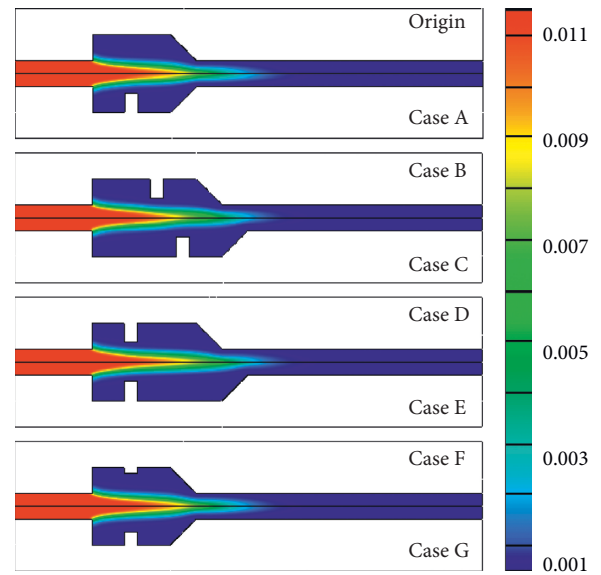 Origin
Case A
Case B
Case C
Case D
Case E
Case F
Case G
0.011
0.009
0.007
0.005
0.003
0.001